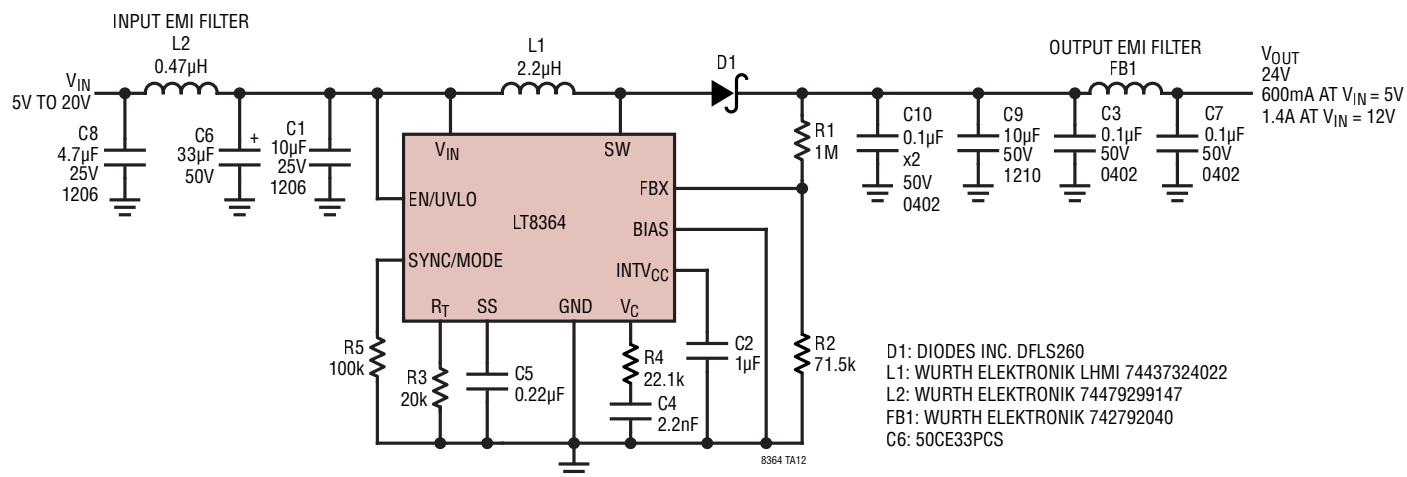 INPUT EMI FILTER
L2
0.47µH
VIN
5V TO 20V
C8
4.7µF
25V
1206
C6
33µF
50V
+
C1
10µF
25V
1206
L1
2.2µH
D1
OUTPUT EMI FILTER
FB1
VOUT
24V
600mA AT VIN = 5V
1.4A AT VIN = 12V
R1
1M
C10
0.1µF
x2
50V
0402
C9
10µF
50V
1210
C3
0.1µF
50V
0402
C7
0.1µF
50V
0402
VIN
SW
FBX
EN/UVLO
LT8364
BIAS
SYNC/MODE
INTVCC
RT
SS
GND
VC
R5
100k
R3
20k
C5
0.22µF
R4
22.1k
C4
2.2nF
C2
1µF
R2
71.5k
8364 TA12
D1: DIODES INC. DFLS260
L1: WURTH ELEKTRONIK LHMI 74437324022
L2: WURTH ELEKTRONIK 74479299147
FB1: WURTH ELEKTRONIK 742792040
C6: 50CE33PCS